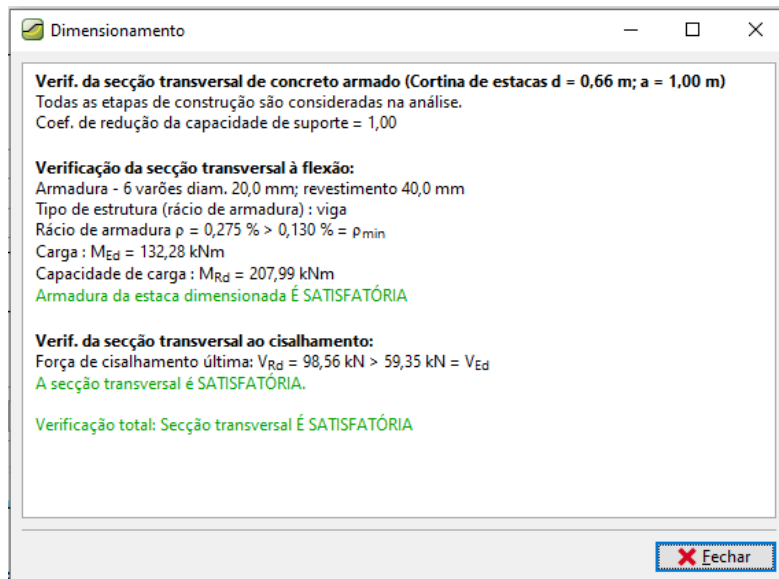 Dimensionamento
Verif. da secção transversal de concreto armado (Cortina de estacas d = 0,66 m; a = 1,00 m)
Todas as etapas de construção são consideradas na análise.
Coef. de redução da capacidade de suporte = 1,00
Verificação da secção transversal à flexão:
Armadura - 6 varões diam. 20,0 mm; revestimento 40,0 mm
Tipo de estrutura (rácio de armadura) : viga
Rácio de armadura ρ = 0,275 % > 0,130 % = ρmin
Carga : MEd = 132,28 kNm
Capacidade de carga : MRd = 207,99 kNm
Armadura da estaca dimensionada É SATISFATÓRIA
Verif. da secção transversal ao cisalhamento:
Força de cisalhamento última: VRd = 98,56 kN > 59,35 kN = VEd
A secção transversal é SATISFATÓRIA.
Verificação total: Secção transversal É SATISFATÓRIA
Fechar